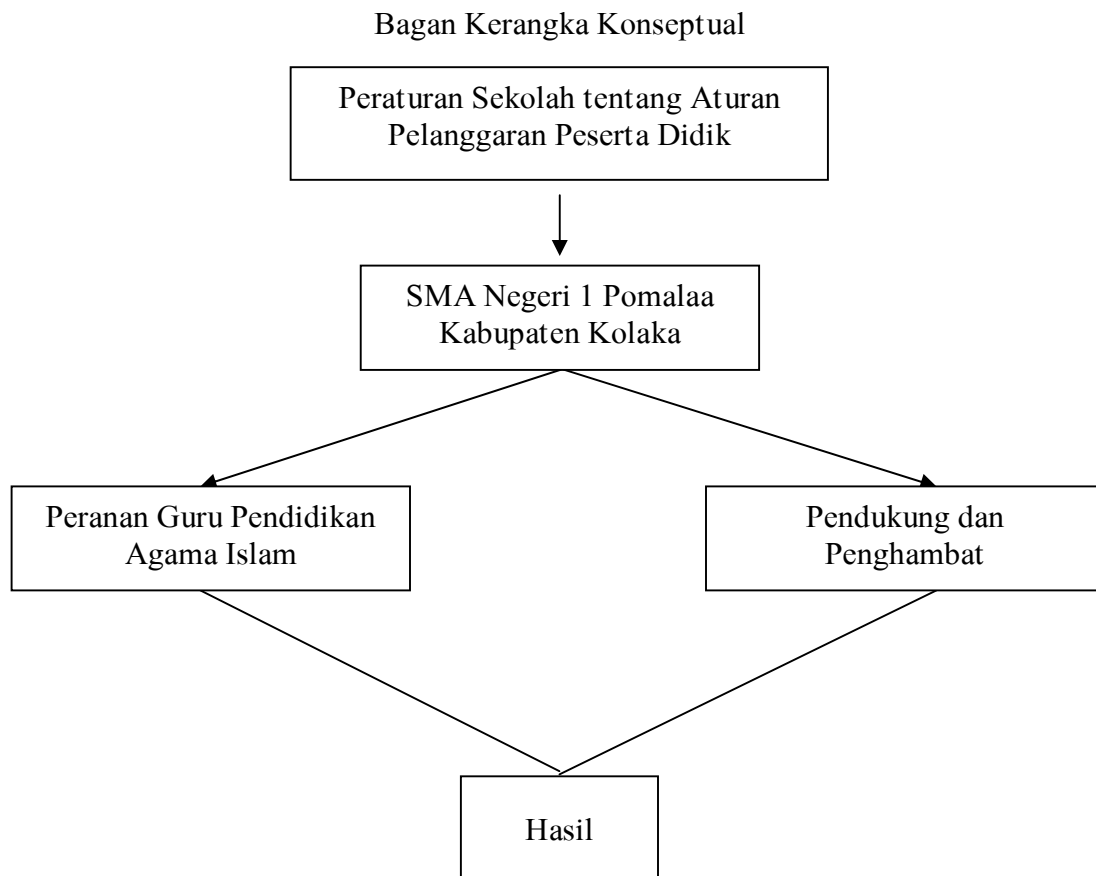 Bagan Kerangka Konseptual
Peraturan Sekolah tentang Aturan
Pelanggaran Peserta Didik
SMA Negeri 1 Pomalaa
Kabupaten Kolaka
Peranan Guru Pendidikan
Agama Islam
Pendukung dan
Penghambat
Hasil